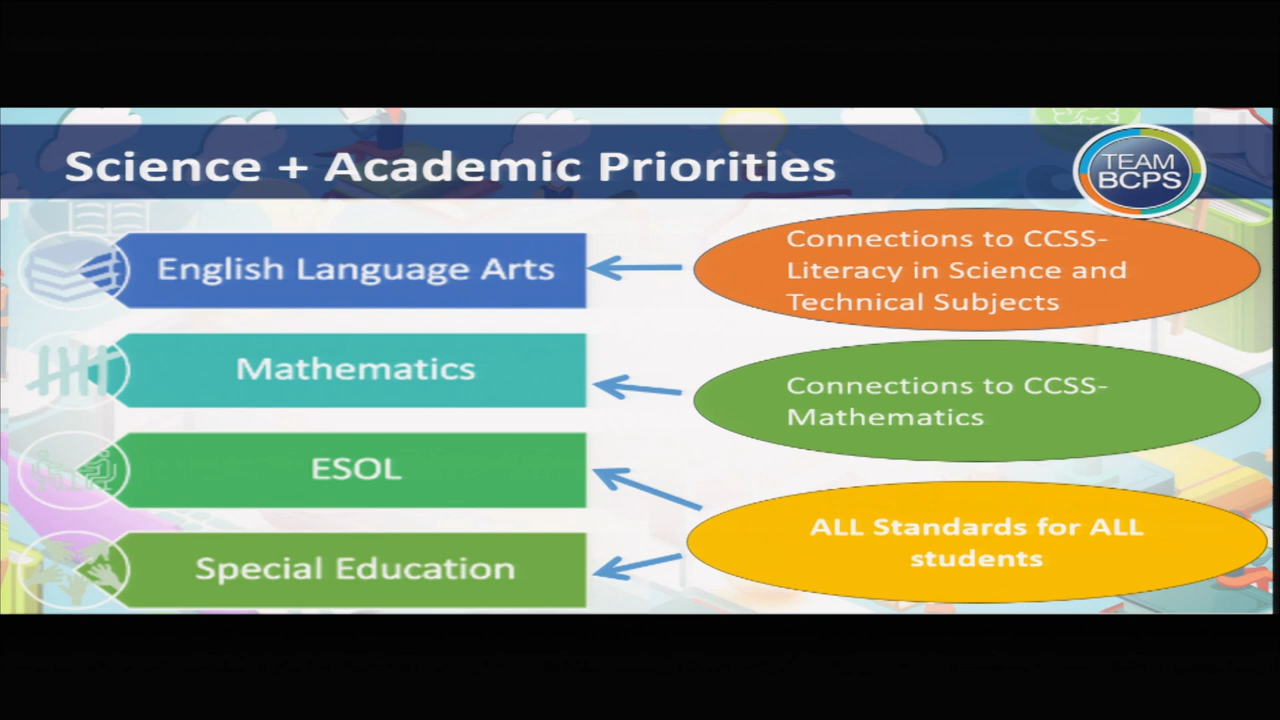 Science + Academic Priorities
TEAM
BCPS
English Language Arts
Connections to CCSS-
Literacy in Science and
Technical Subjects
Mathematics
Connections to CCSS-
Mathematics
ESOL
ALL Standards for ALL
students
Special Education